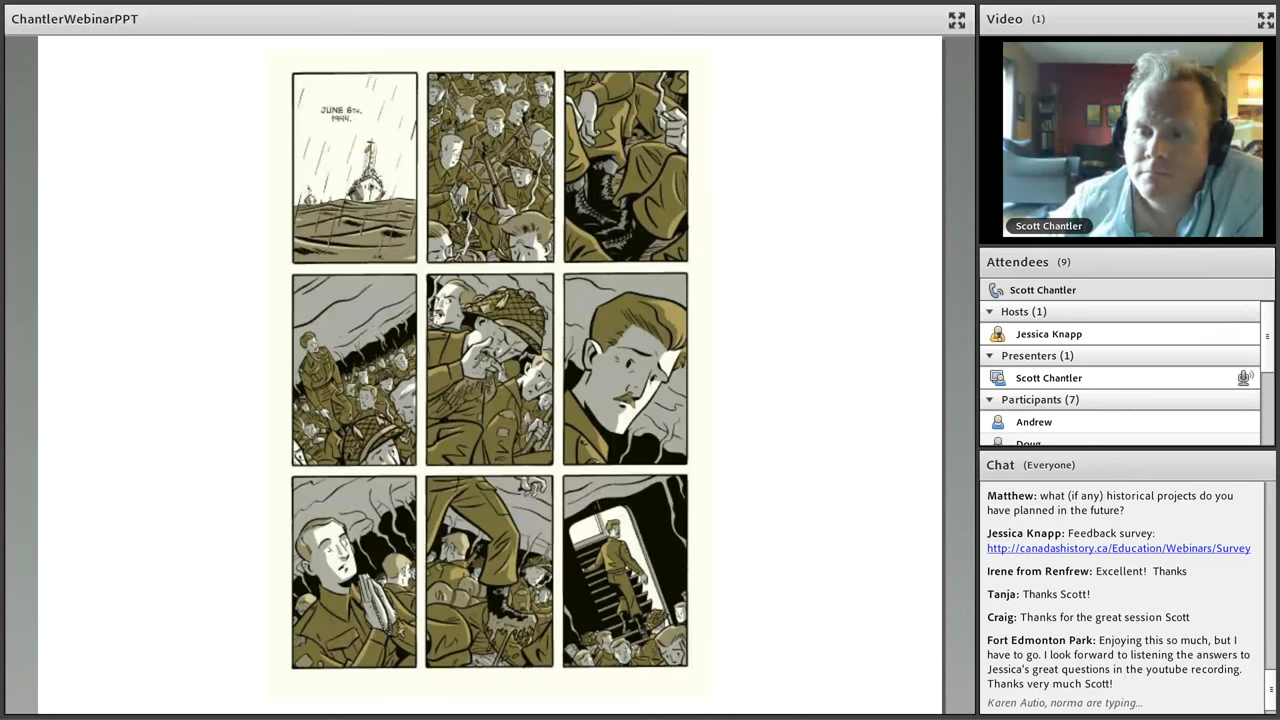 ChantlerWebinarPPT
JUNE 6TH,
1944.
Video (1)
Scott Chantler
Attendees (9)
Scott Chantler
Hosts (1)
Jessica Knapp
Presenters (1)
Scott Chantler
Participants (7)
Andrew
Doug
Chat (Everyone)
Matthew: what (if any) historical projects do you
have planned in the future?
Jessica Knapp: Feedback survey:
http://canadashistory.ca/Education/Webinars/Survey
Irene from Renfrew: Excellent! Thanks
Tanja: Thanks Scott!
Craig: Thanks for the great session Scott
Fort Edmonton Park: Enjoying this so much, but I
have to go. I look forward to listening the answers to
Jessica's great questions in the youtube recording.
Thanks very much Scott!
Karen Autio, norma are typing...